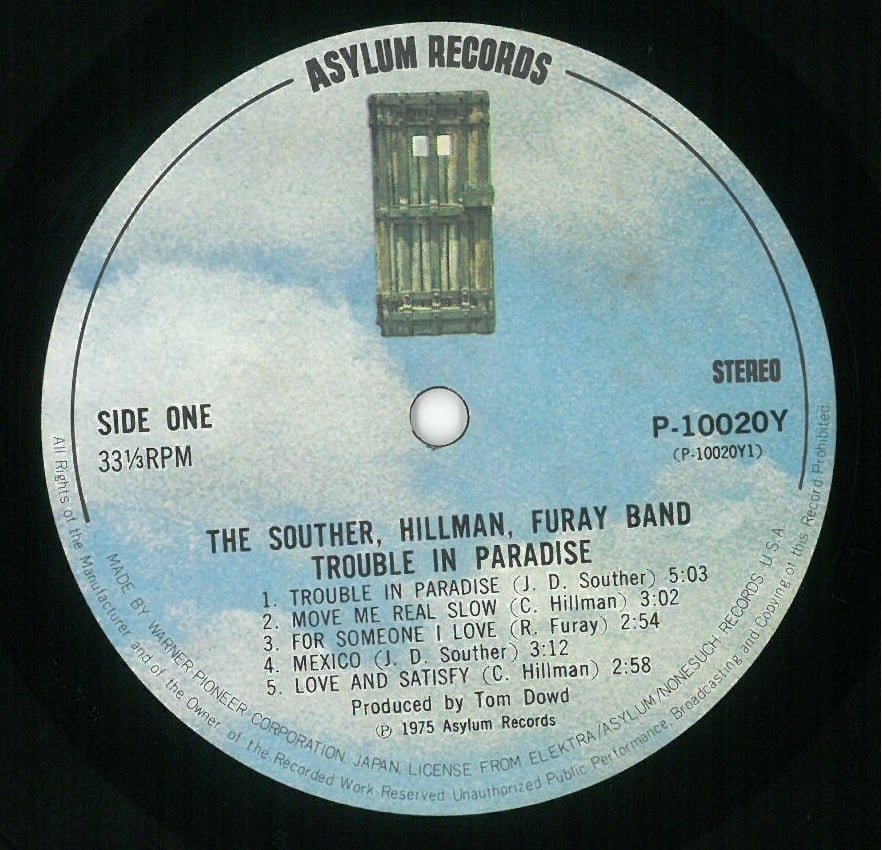 ASYLUM RECORDS
STEREO
SIDE ONE
P-10020Y
33⅓RPM
(P-10020Y1)
THE SOUTHER, HILLMAN, FURAY BAND
TROUBLE IN PARADISE
1. TROUBLE IN PARADISE (J. D. Souther) 5:03
2. MOVE ME REAL SLOW (C. Hillman) 3:02
3. FOR SOMEONE I LOVE (R. Furay) 2:54
4. MEXICO (J. D. Souther) 3:12
5. LOVE AND SATISFY (C. Hillman) 2:58
Produced by Tom Dowd
Ⓟ 1975 Asylum Records
MADE BY WARNER-PIONEER CORPORATION, JAPAN. LICENSE FROM ELEKTRA/ASYLUM/NONESUCH RECORDS. U.S.A.
All Rights of the Manufacturer and of the Owner of the Recorded Work Reserved Unauthorized Public Performance, Broadcasting and Copying of this Record Prohibited.